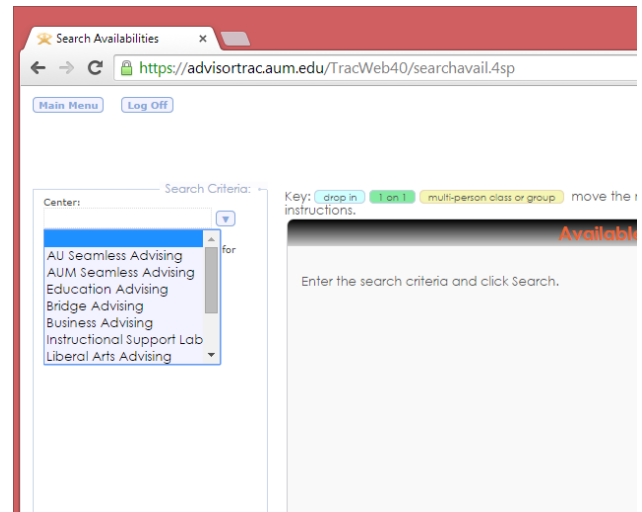 Search Availabilities
https://advisortrac.aum.edu/TracWeb40/searchavail.4sp
Main Menu Log Off
Search Criteria:
Center:
for
AU Seamless Advising
AUM Seamless Advising
Education Advising
Bridge Advising
Business Advising
Instructional Support Lab
Liberal Arts Advising
Key: drop in 1 on 1 multi-person class or group move the
instructions.
Available
Enter the search criteria and click Search.